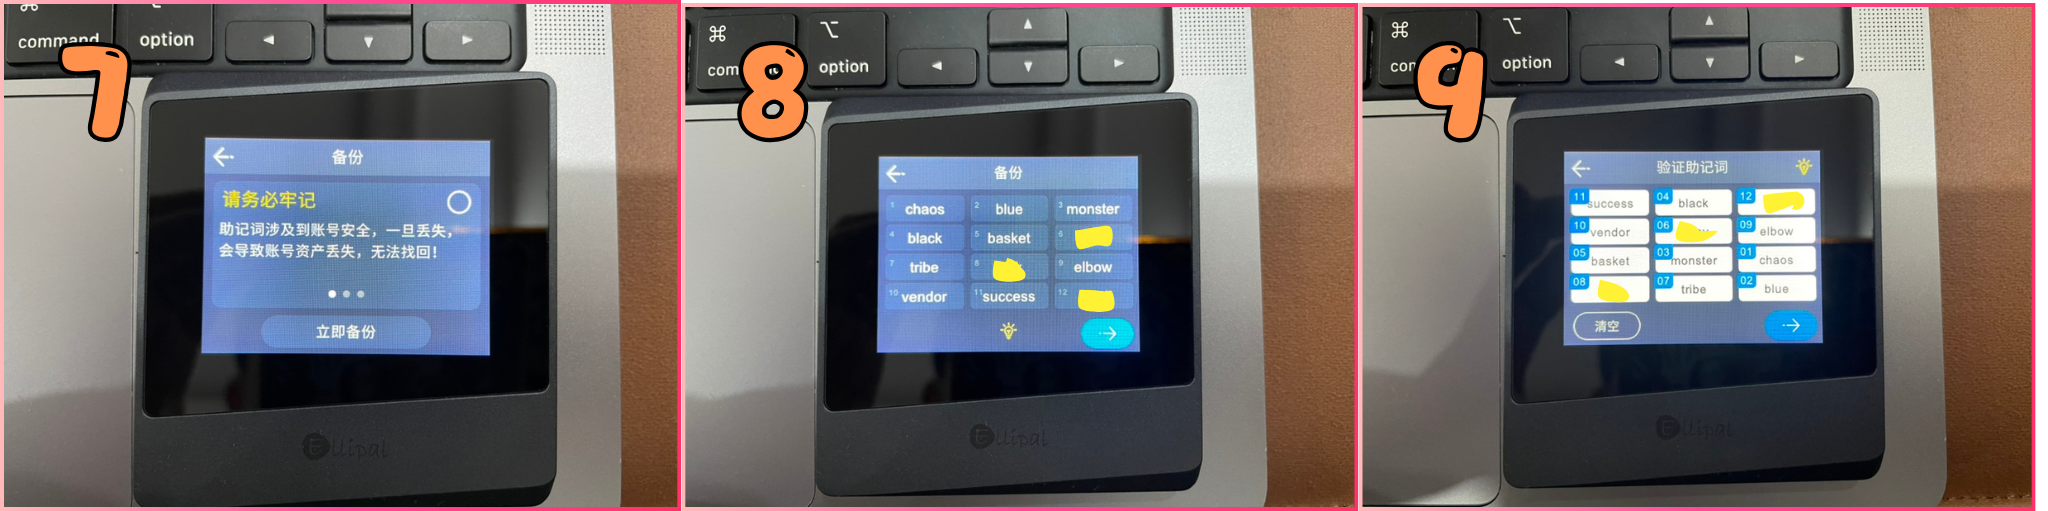 7
command
option
备份
请务必牢记
助记词涉及到账号安全，一旦丢失，
会导致账号资产丢失，无法找回！
立即备份
Ellipal
8
option
备份
1 chaos 2 blue 3 monster
4 black 5 basket 6
7 tribe 8 9 elbow
10 vendor 11 success 12
Ellipal
9
option
验证助记词
11 success 04 black 12
10 vendor 06 09 elbow
05 basket 03 monster 01 chaos
08 07 tribe 02 blue
清空
Ellipal